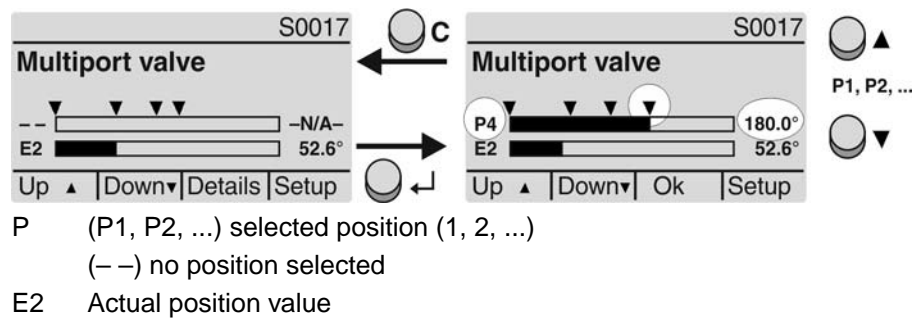 S0017
Multiport valve
– – –N/A–
E2 52.6°
Up ▲ Down▼ Details Setup
C
↲
S0017
Multiport valve
P4 180.0°
E2 52.6°
Up ▲ Down▼ Ok Setup
▲
P1, P2, ...
▼
P (P1, P2, ...) selected position (1, 2, ...)
(– –) no position selected
E2 Actual position value